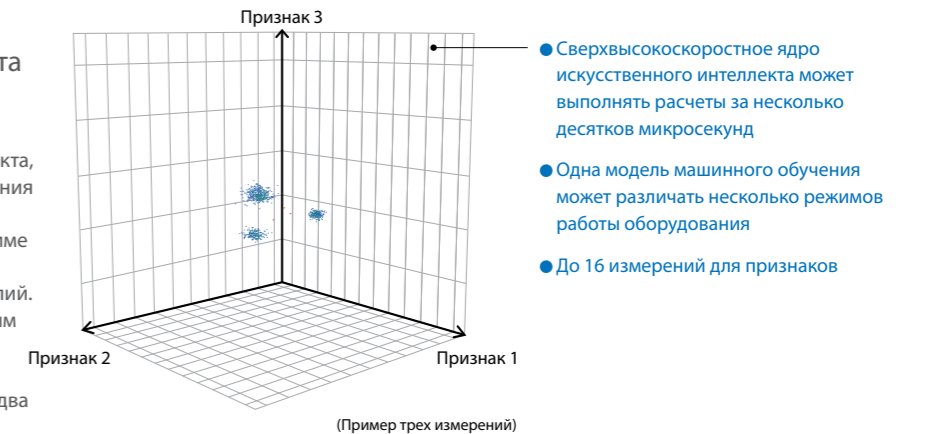 Признак 3
Признак 2
Признак 1
(Пример трех измерений)
● Сверхвысокоскоростное ядро
искусственного интеллекта может
выполнять расчеты за несколько
десятков микросекунд
● Одна модель машинного обучения
может различать несколько режимов
работы оборудования
● До 16 измерений для признаков